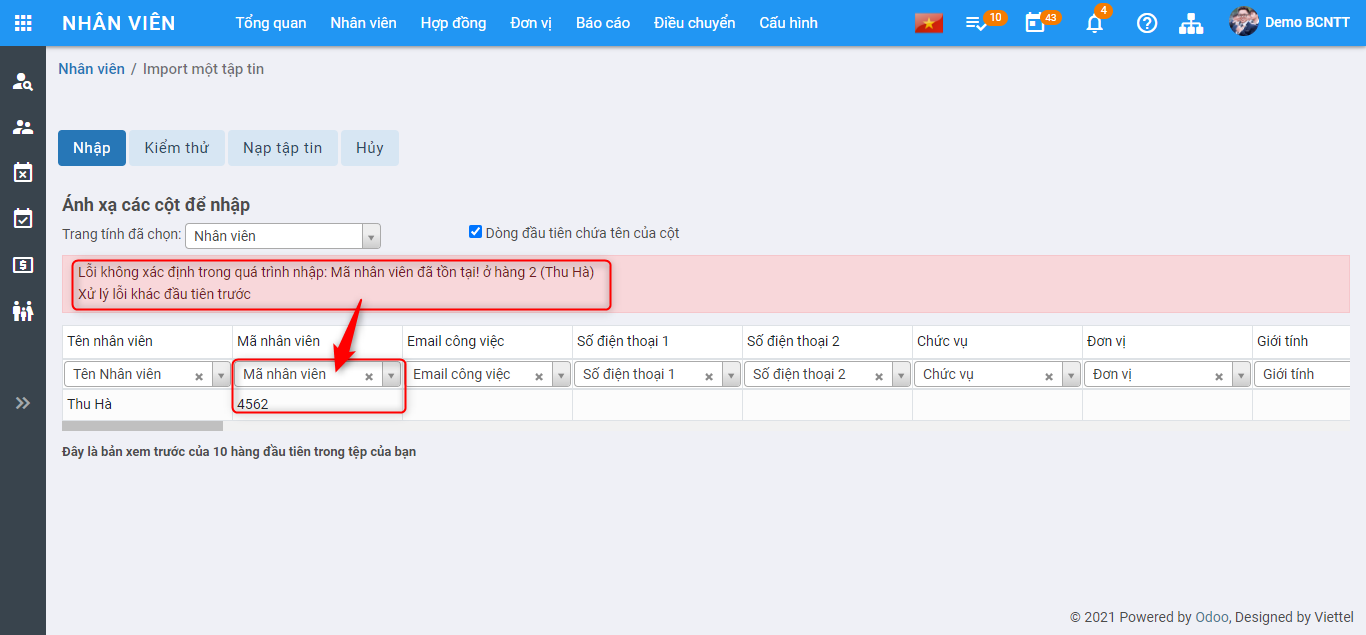 NHÂN VIÊN Tổng quan Nhân viên Hợp đồng Đơn vị Báo cáo Điều chuyển Cấu hình 10 43 4 Demo BCNTT
Nhân viên / Import một tập tin
Nhập Kiểm thử Nạp tập tin Hủy
Ánh xạ các cột để nhập
Trang tính đã chọn: Nhân viên Dòng đầu tiên chứa tên của cột
Lỗi không xác định trong quá trình nhập: Mã nhân viên đã tồn tại! ở hàng 2 (Thu Hà)
Xử lý lỗi khác đầu tiên trước
Tên nhân viên Mã nhân viên Email công việc Số điện thoại 1 Số điện thoại 2 Chức vụ Đơn vị Giới tính
Tên Nhân viên Mã nhân viên Email công việc Số điện thoại 1 Số điện thoại 2 Chức vụ Đơn vị Giới tính
Thu Hà 4562
Đây là bản xem trước của 10 hàng đầu tiên trong tệp của bạn
© 2021 Powered by Odoo, Designed by Viettel